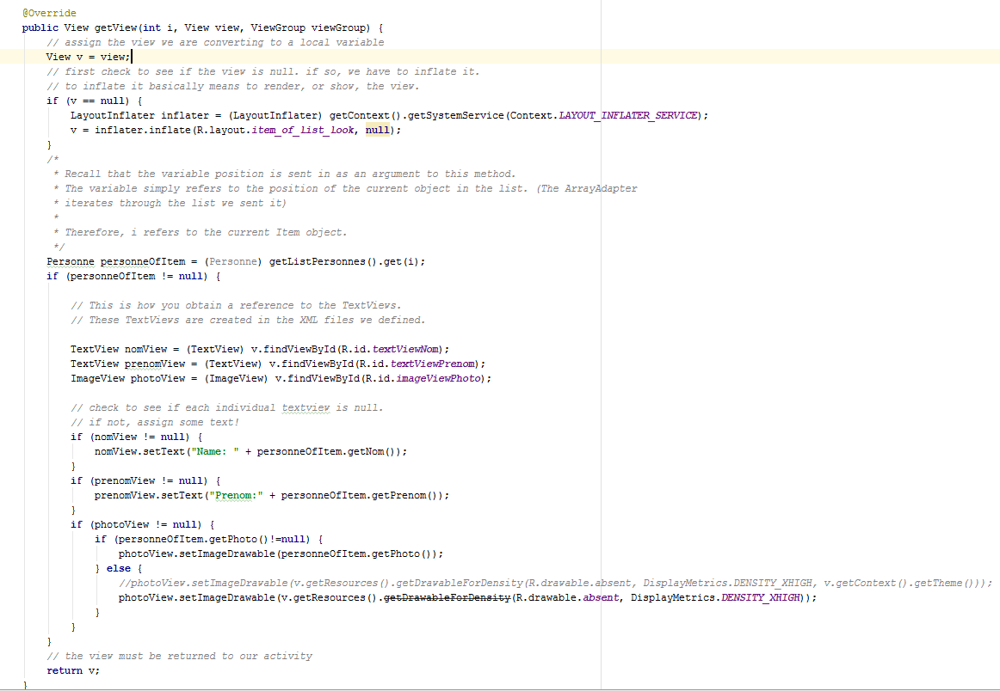 @Override
public View getView(int i, View view, ViewGroup viewGroup) {
// assign the view we are converting to a local variable
View v = view;
// first check to see if the view is null. if so, we have to inflate it.
// to inflate it basically means to render, or show, the view.
if (v == null) {
LayoutInflater inflater = (LayoutInflater) getContext().getSystemService(Context.LAYOUT_INFLATER_SERVICE);
v = inflater.inflate(R.layout.item_of_list_look, null);
}
/*
* Recall that the variable position is sent in as an argument to this method.
* The variable simply refers to the position of the current object in the list. (The ArrayAdapter
* iterates through the list we sent it)
*
* Therefore, i refers to the current Item object.
*/
Personne personneOfItem = (Personne) getListPersonnes().get(i);
if (personneOfItem != null) {
// This is how you obtain a reference to the TextViews.
// These TextViews are created in the XML files we defined.
TextView nomView = (TextView) v.findViewById(R.id.textViewNom);
TextView prenomView = (TextView) v.findViewById(R.id.textViewPrenom);
ImageView photoView = (ImageView) v.findViewById(R.id.imageViewPhoto);
// check to see if each individual textview is null.
// if not, assign some text!
if (nomView != null) {
nomView.setText("Name: " + personneOfItem.getNom());
}
if (prenomView != null) {
prenomView.setText("Prenom:" + personneOfItem.getPrenom());
}
if (photoView != null) {
if (personneOfItem.getPhoto()!=null) {
photoView.setImageDrawable(personneOfItem.getPhoto());
} else {
//photoView.setImageDrawable(v.getResources().getDrawableForDensity(R.drawable.absent, DisplayMetrics.DENSITY_XHIGH, v.getContext().getTheme()));
photoView.setImageDrawable(v.getResources().getDrawableForDensity(R.drawable.absent, DisplayMetrics.DENSITY_XHIGH));
}
}
}
// the view must be returned to our activity
return v;
}